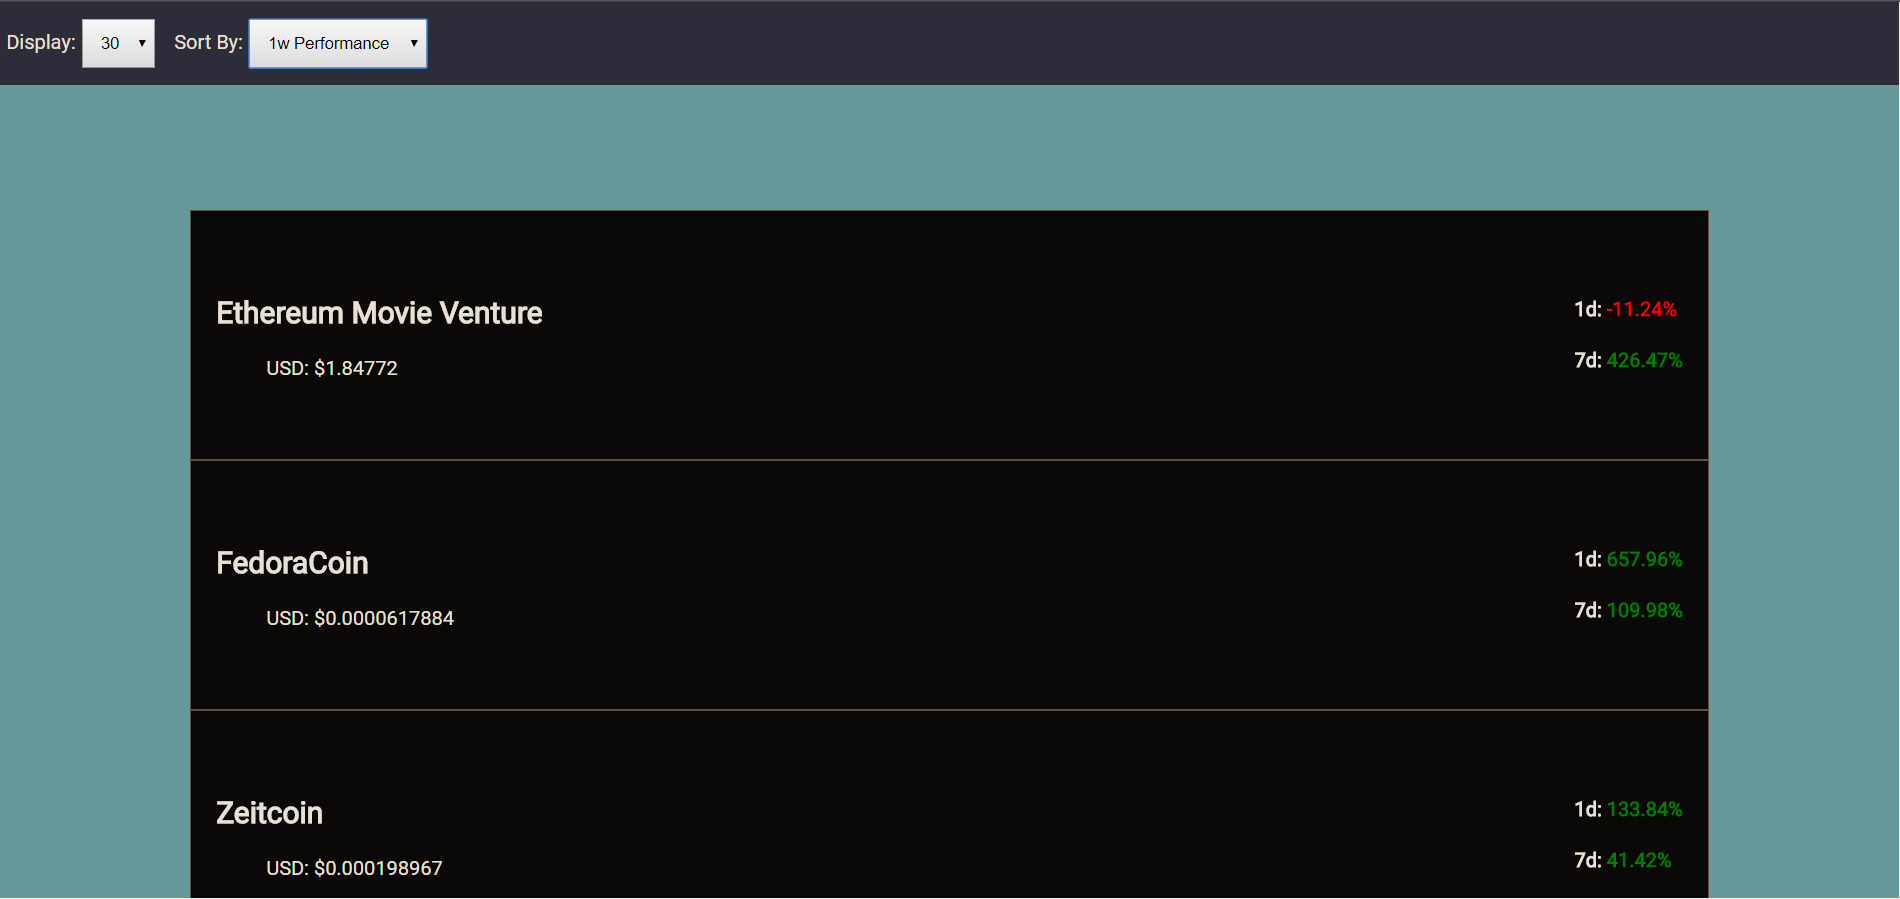 Display: 30 Sort By: 1w Performance
Ethereum Movie Venture
1d: -11.24%
USD: $1.84772
7d: 426.47%
FedoraCoin
1d: 657.96%
USD: $0.0000617884
7d: 109.98%
Zeitcoin
1d: 133.84%
USD: $0.000198967
7d: 41.42%